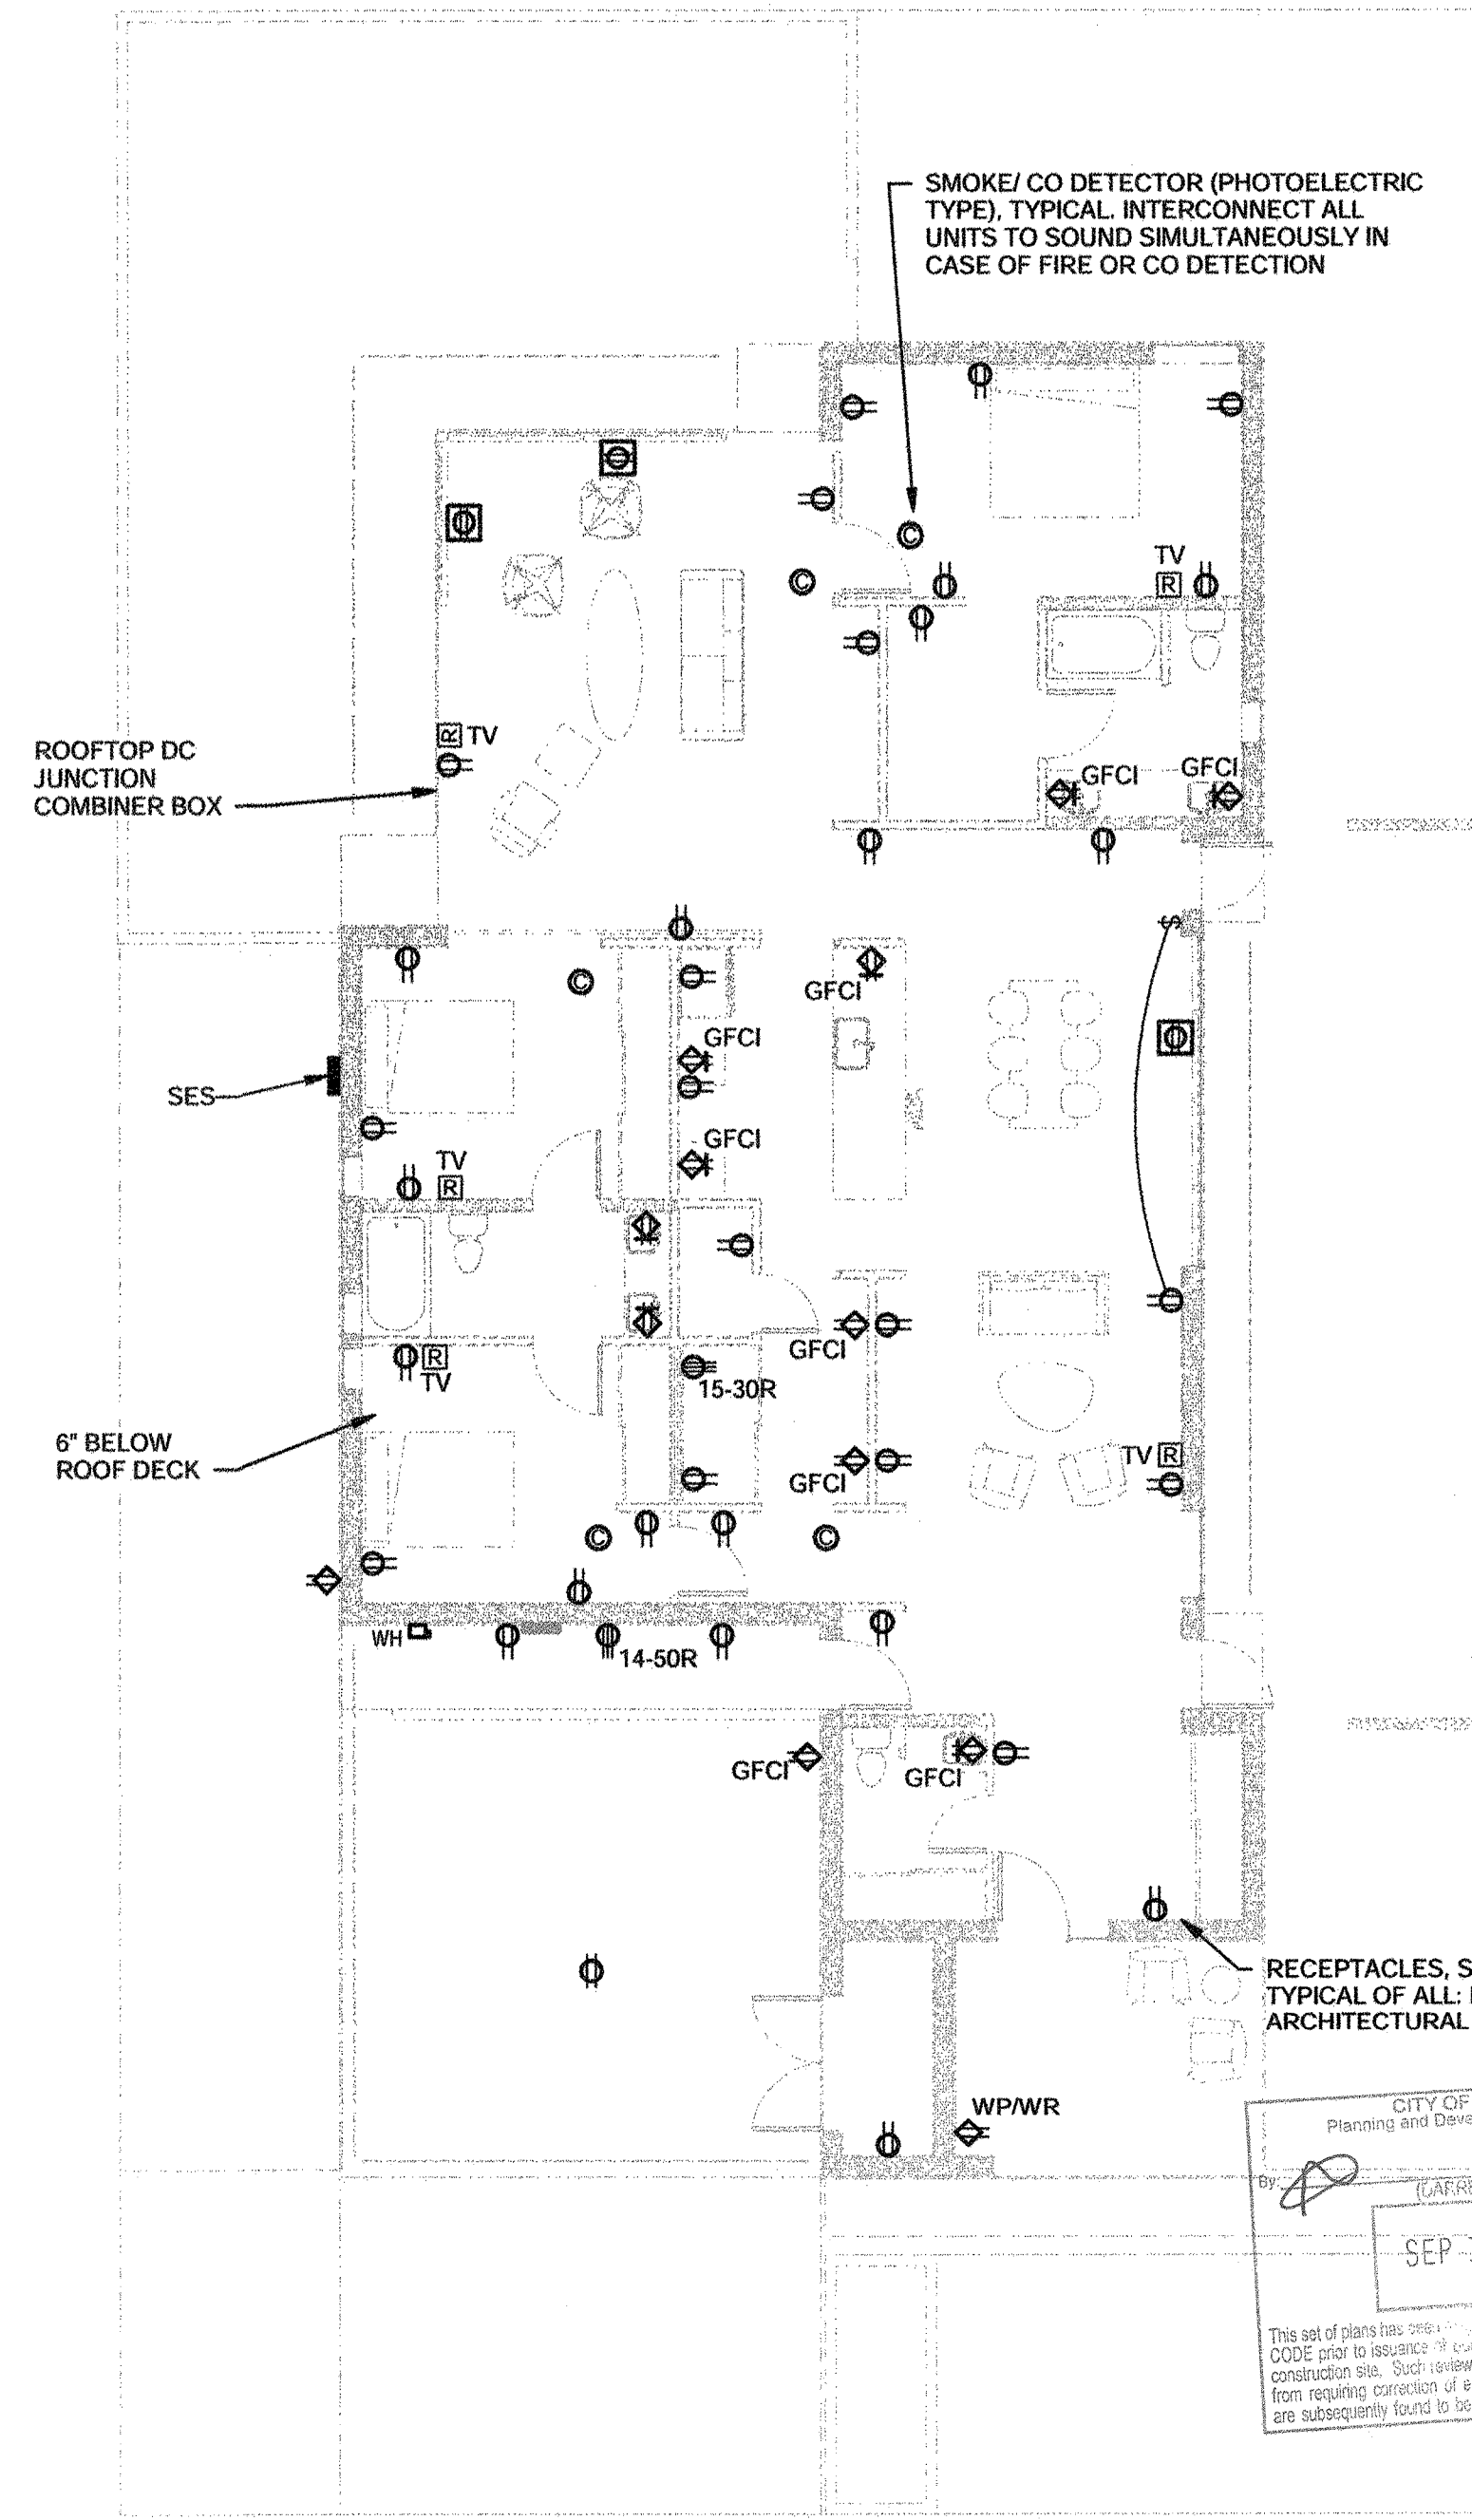 SMOKE/ CO DETECTOR (PHOTOELECTRIC
TYPE), TYPICAL. INTERCONNECT ALL
UNITS TO SOUND SIMULTANEOUSLY IN
CASE OF FIRE OR CO DETECTION
C
TV
R
C
R TV
ROOFTOP DC
JUNCTION
COMBINER BOX
GFCI
GFCI
$
C
GFCI
GFCI
SES
GFCI
TV
R
GFCI
R
TV
15-30R
6" BELOW
ROOF DECK
GFCI
TV R
C
C
WH
14-50R
GFCI
GFCI
RECEPTACLES, S
TYPICAL OF ALL:
ARCHITECTURAL
WP/WR
CITY OF
Planning and Deve
By:
(DARRE
SEP
This set of plans has been
CODE prior to issuance of
construction site. Such review
from requiring correction of e
are subsequently found to be